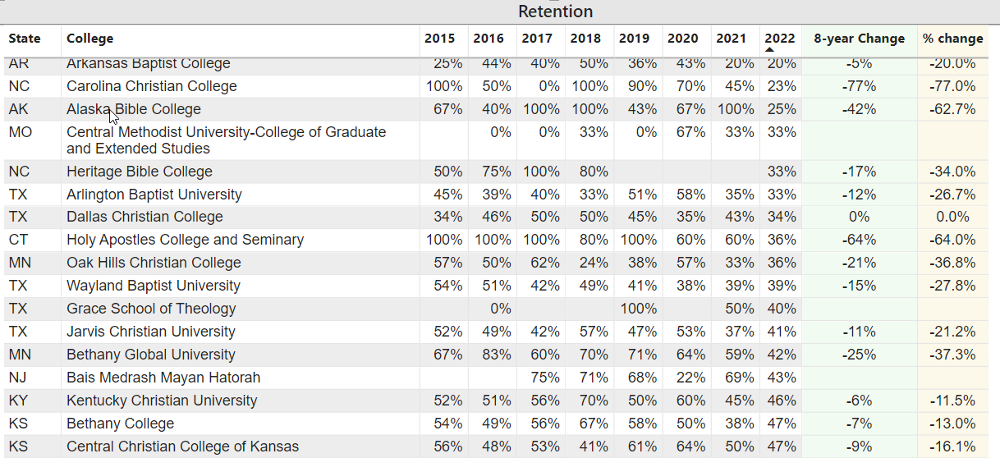 Retention
State College 2015 2016 2017 2018 2019 2020 2021 2022 8-year Change % change
AR Arkansas Baptist College 25% 44% 40% 50% 36% 43% 20% 20% -5% -20.0%
NC Carolina Christian College 100% 50% 0% 100% 90% 70% 45% 23% -77% -77.0%
AK Alaska Bible College 67% 40% 100% 100% 43% 67% 100% 25% -42% -62.7%
MO Central Methodist University-College of Graduate 0% 0% 33% 0% 67% 33% 33%
and Extended Studies
NC Heritage Bible College 50% 75% 100% 80% 33% -17% -34.0%
TX Arlington Baptist University 45% 39% 40% 33% 51% 58% 35% 33% -12% -26.7%
TX Dallas Christian College 34% 46% 50% 50% 45% 35% 43% 34% 0% 0.0%
CT Holy Apostles College and Seminary 100% 100% 100% 80% 100% 60% 60% 36% -64% -64.0%
MN Oak Hills Christian College 57% 50% 62% 24% 38% 57% 33% 36% -21% -36.8%
TX Wayland Baptist University 54% 51% 42% 49% 41% 38% 39% 39% -15% -27.8%
TX Grace School of Theology 0% 100% 50% 40%
TX Jarvis Christian University 52% 49% 42% 57% 47% 53% 37% 41% -11% -21.2%
MN Bethany Global University 67% 83% 60% 70% 71% 64% 59% 42% -25% -37.3%
NJ Bais Medrash Mayan Hatorah 75% 71% 68% 22% 69% 43%
KY Kentucky Christian University 52% 51% 56% 70% 50% 60% 45% 46% -6% -11.5%
KS Bethany College 54% 49% 56% 67% 58% 50% 38% 47% -7% -13.0%
KS Central Christian College of Kansas 56% 48% 53% 41% 61% 64% 50% 47% -9% -16.1%